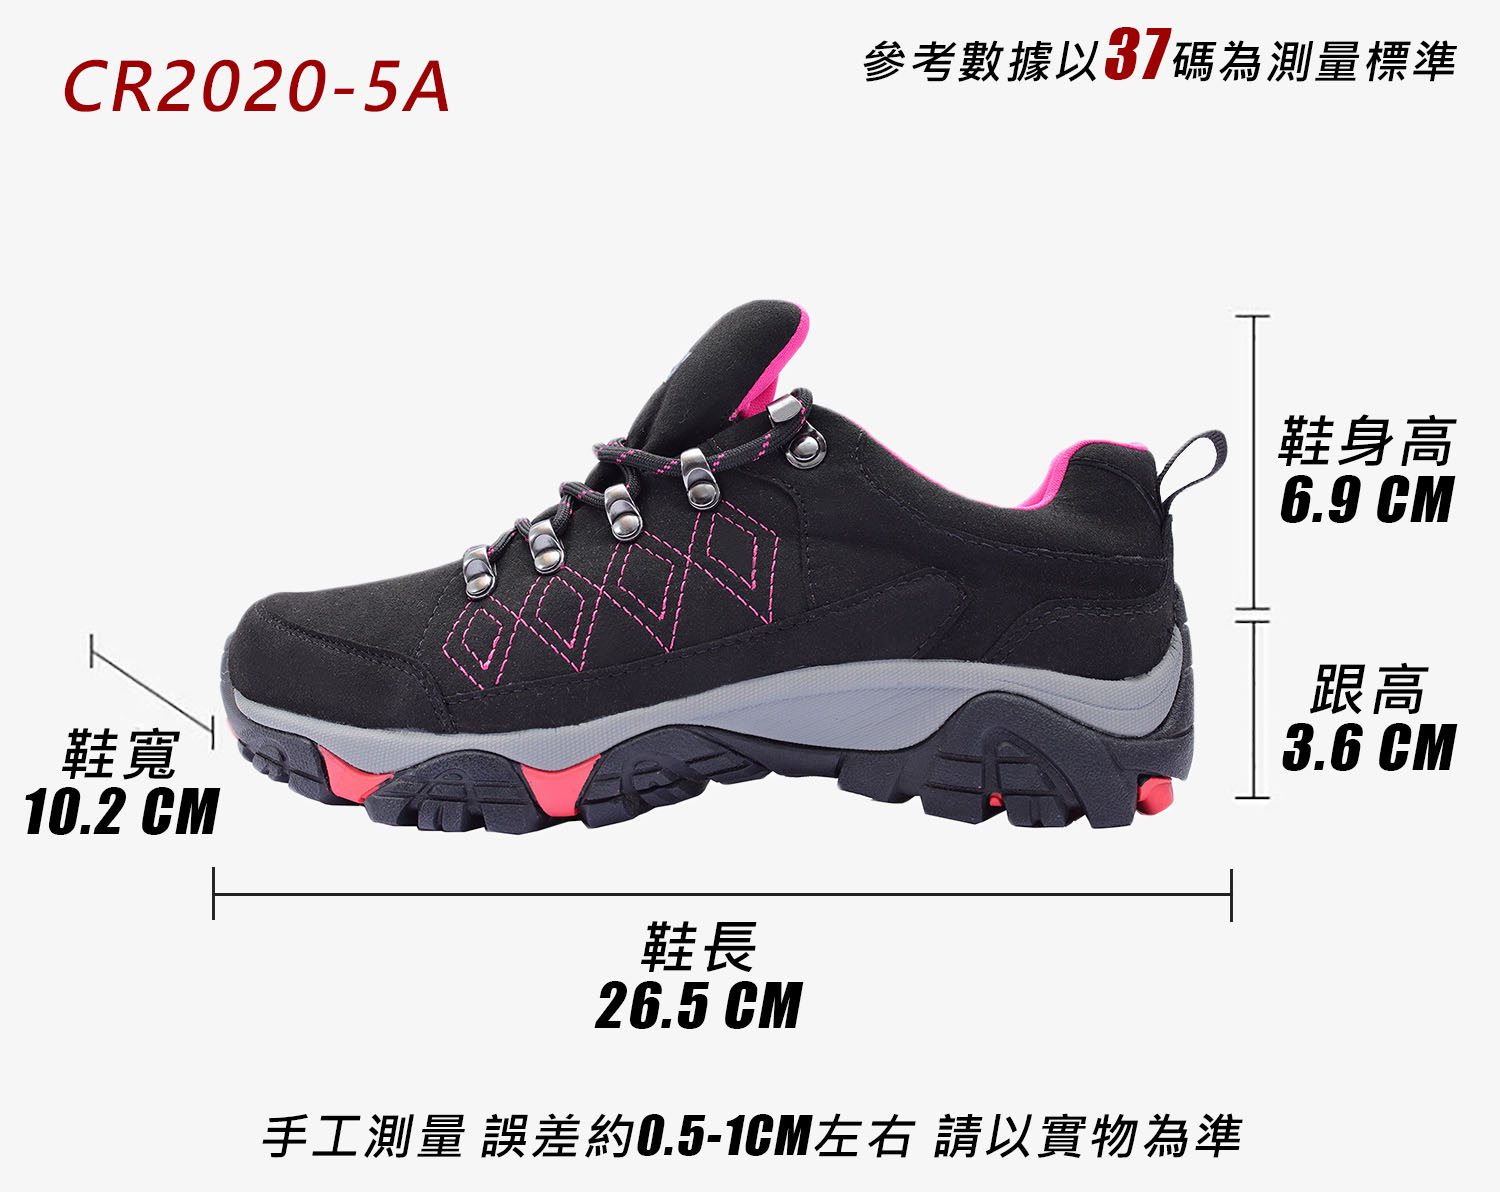 CR2020-5A
參考數據以37碼為測量標準
鞋身高
6.9 CM
跟高
3.6 CM
鞋寬
10.2 CM
鞋長
26.5 CM
手工測量 誤差約0.5-1CM左右 請以實物為準